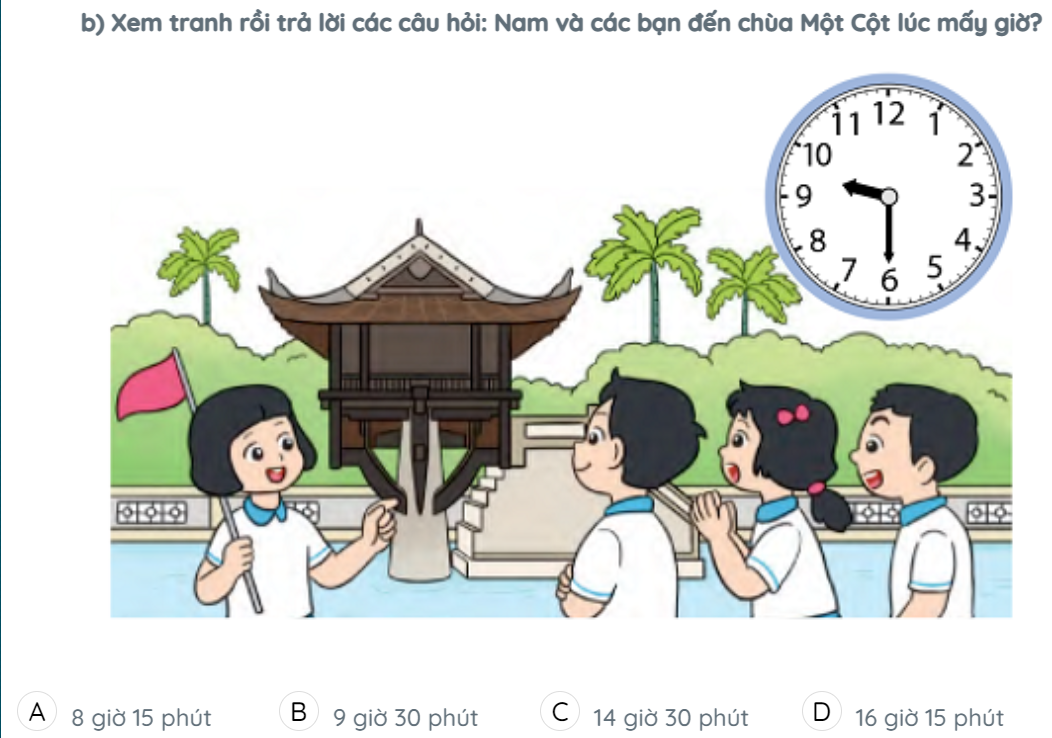 b) Xem tranh rồi trả lời các câu hỏi: Nam và các bạn đến chùa Một Cột lúc mấy giờ?
12
11
1
10
2
9
3
8
4
7
5
6
A 8 giờ 15 phút
B 9 giờ 30 phút
C 14 giờ 30 phút
D 16 giờ 15 phút